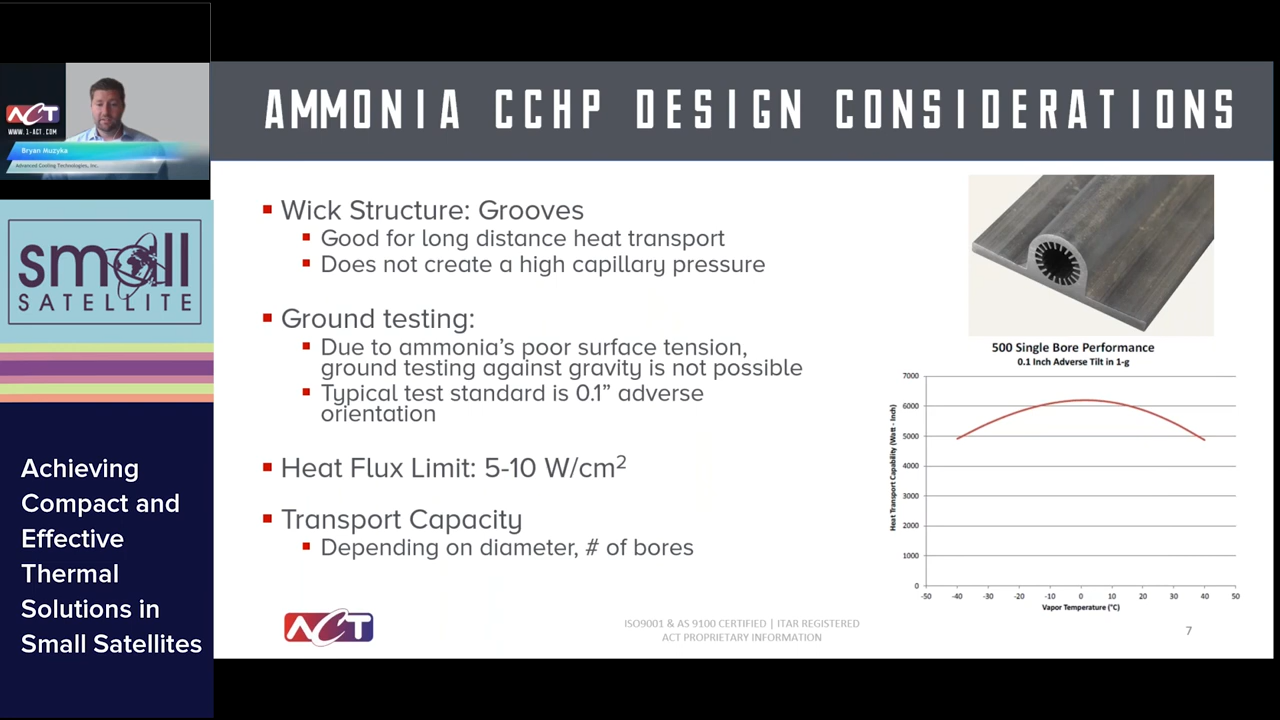 ACT
WWW.1-ACT.COM
Bryan Muzyka
Advanced Cooling Technologies, Inc.
small
SATELLITE
Achieving
Compact and
Effective
Thermal
Solutions in
Small Satellites
AMMONIA CCHP DESIGN CONSIDERATIONS
Wick Structure: Grooves
Good for long distance heat transport
Does not create a high capillary pressure
Ground testing:
Due to ammonia's poor surface tension,
ground testing against gravity is not possible
Typical test standard is 0.1” adverse
orientation
Heat Flux Limit: 5-10 W/cm²
Transport Capacity
Depending on diameter, # of bores
500 Single Bore Performance
0.1 Inch Adverse Tilt in 1-g
Heat Transport Capability (Watt - Inch)
7000
6000
5000
4000
3000
2000
1000
0
-50 -40 -30 -20 -10 0 10 20 30 40 50
Vapor Temperature (°C)
ACT
ISO9001 & AS 9100 CERTIFIED | ITAR REGISTERED
ACT PROPRIETARY INFORMATION
7